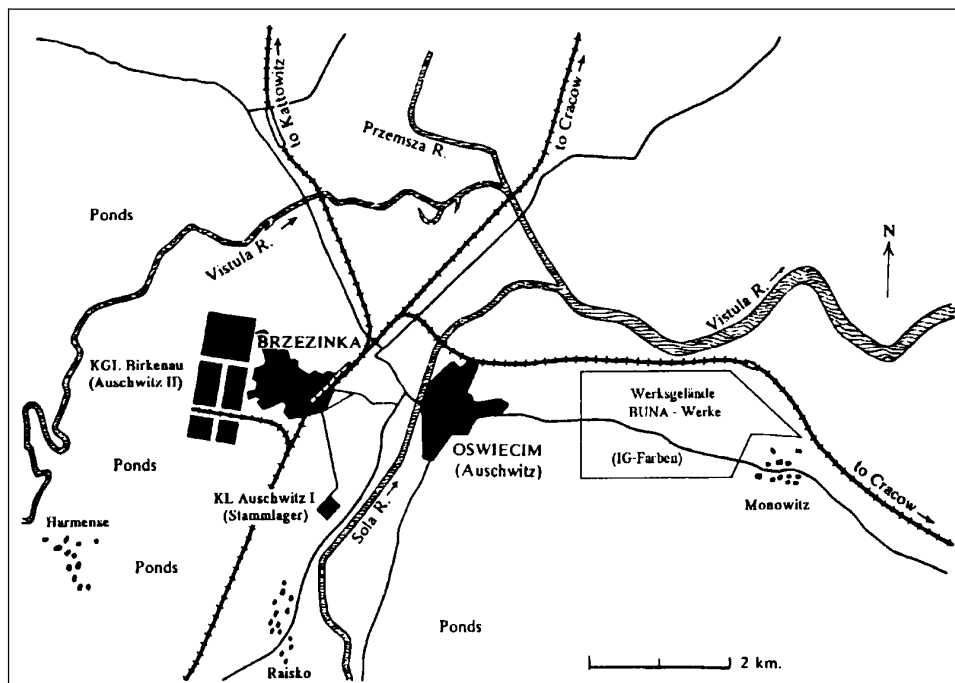 to Kattowitz
Przemsza R.
to Cracow
Ponds
Vistula R.
N
Vistula R.
BRZEZINKA
KGL Birkenau
(Auschwitz II)
Werksgelände
BUNA - Werke
OSWIECIM
(Auschwitz)
(IG-Farben)
Ponds
KL Auschwitz I
(Stammlager)
Sola R.
to Cracow
Monowitz
Harmense
Ponds
Ponds
Raisko
2 km.